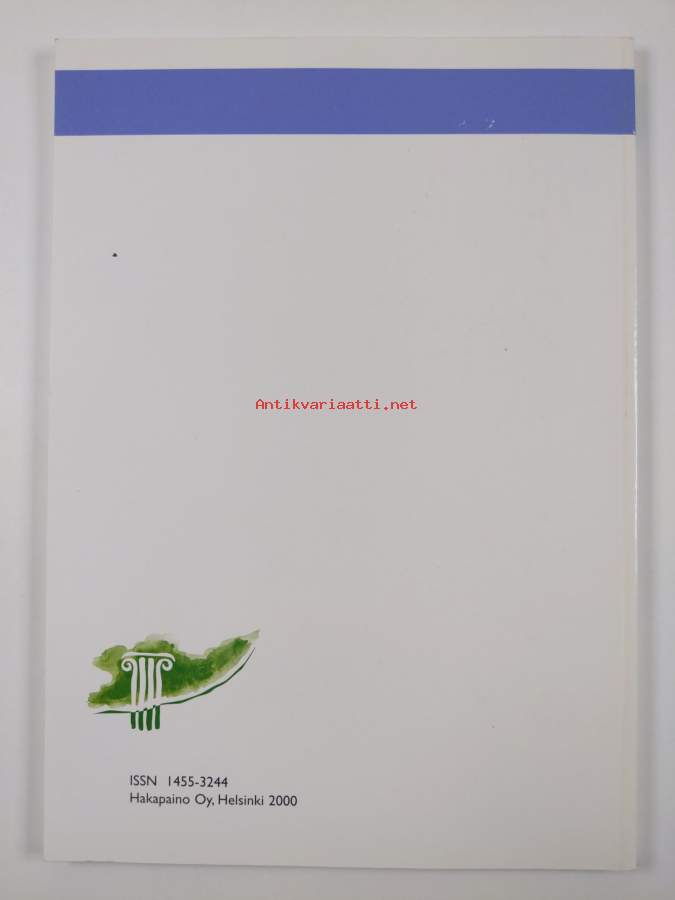 Antikvariaatti.net
ISSN 1455-3244
Hakapaino Oy, Helsinki 2000